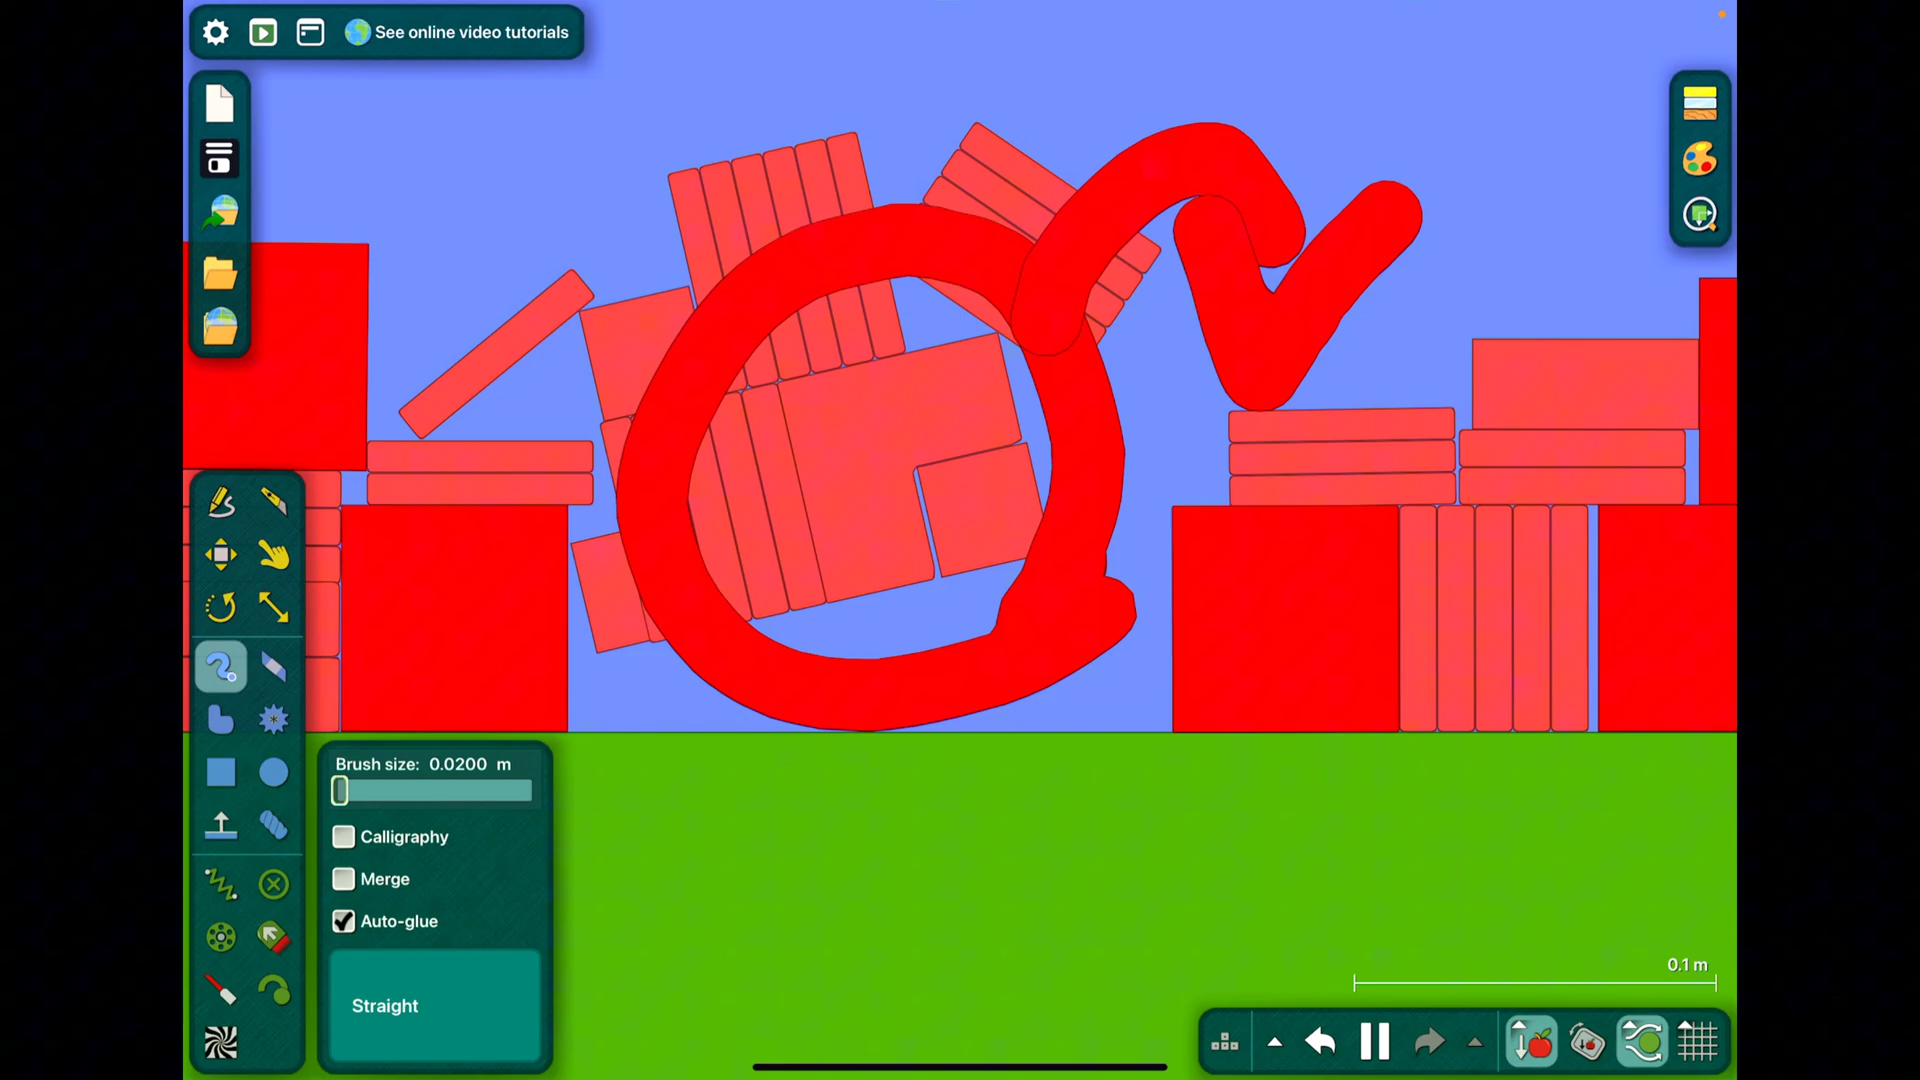 See online video tutorials
Brush size: 0.0200 m
Calligraphy
Merge
Auto-glue
Straight
0.1 m